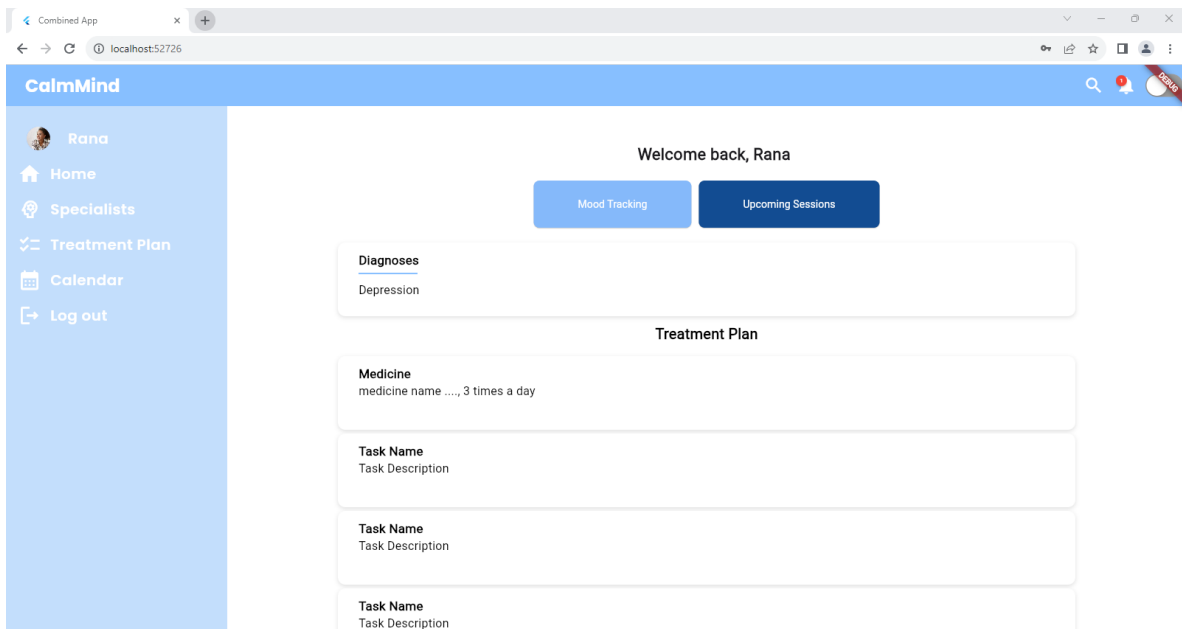 Combined App
localhost:52726
CalmMind
1
DEBUG
Rana
Home
Specialists
Treatment Plan
Calendar
Log out
Welcome back, Rana
Mood Tracking
Upcoming Sessions
Diagnoses
Depression
Treatment Plan
Medicine
medicine name ...., 3 times a day
Task Name
Task Description
Task Name
Task Description
Task Name
Task Description